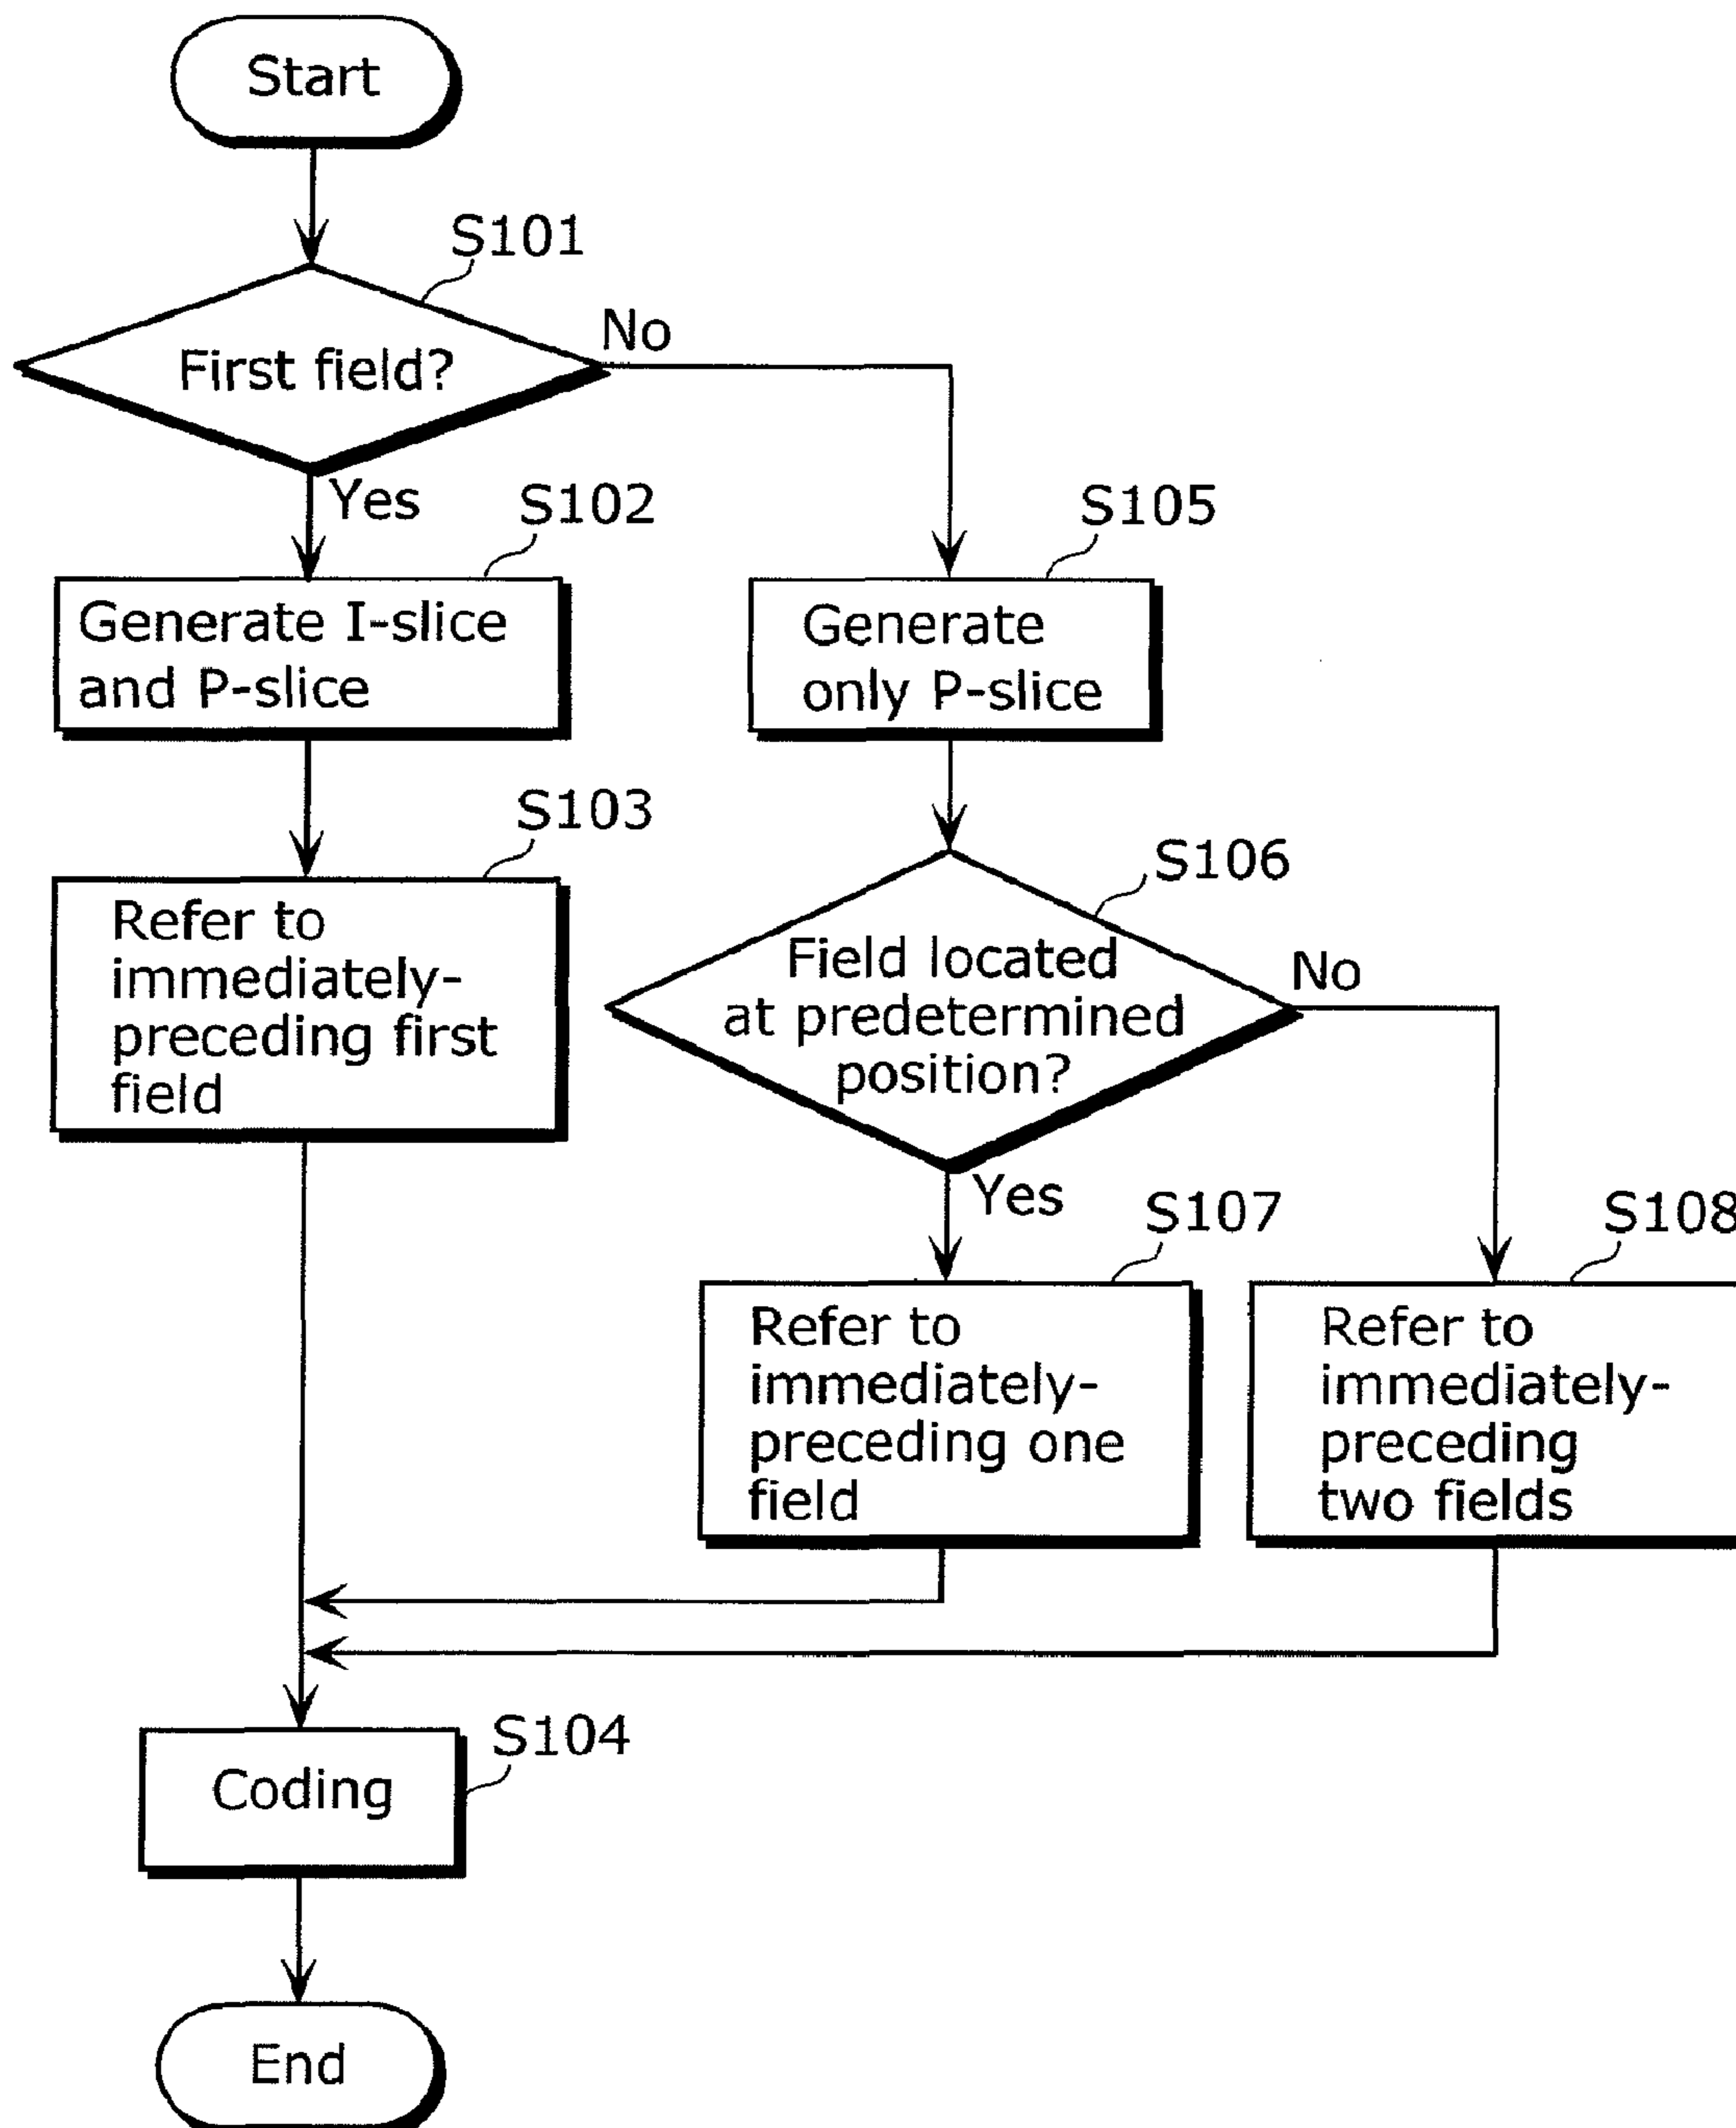 Start
S101
First field?
No
Yes
S102
Generate I-slice
and P-slice
S105
Generate
only P-slice
S103
Refer to
immediately-
preceding first
field
S106
Field located
at predetermined
position?
No
Yes
S107
Refer to
immediately-
preceding one
field
S108
Refer to
immediately-
preceding
two fields
S104
Coding
End